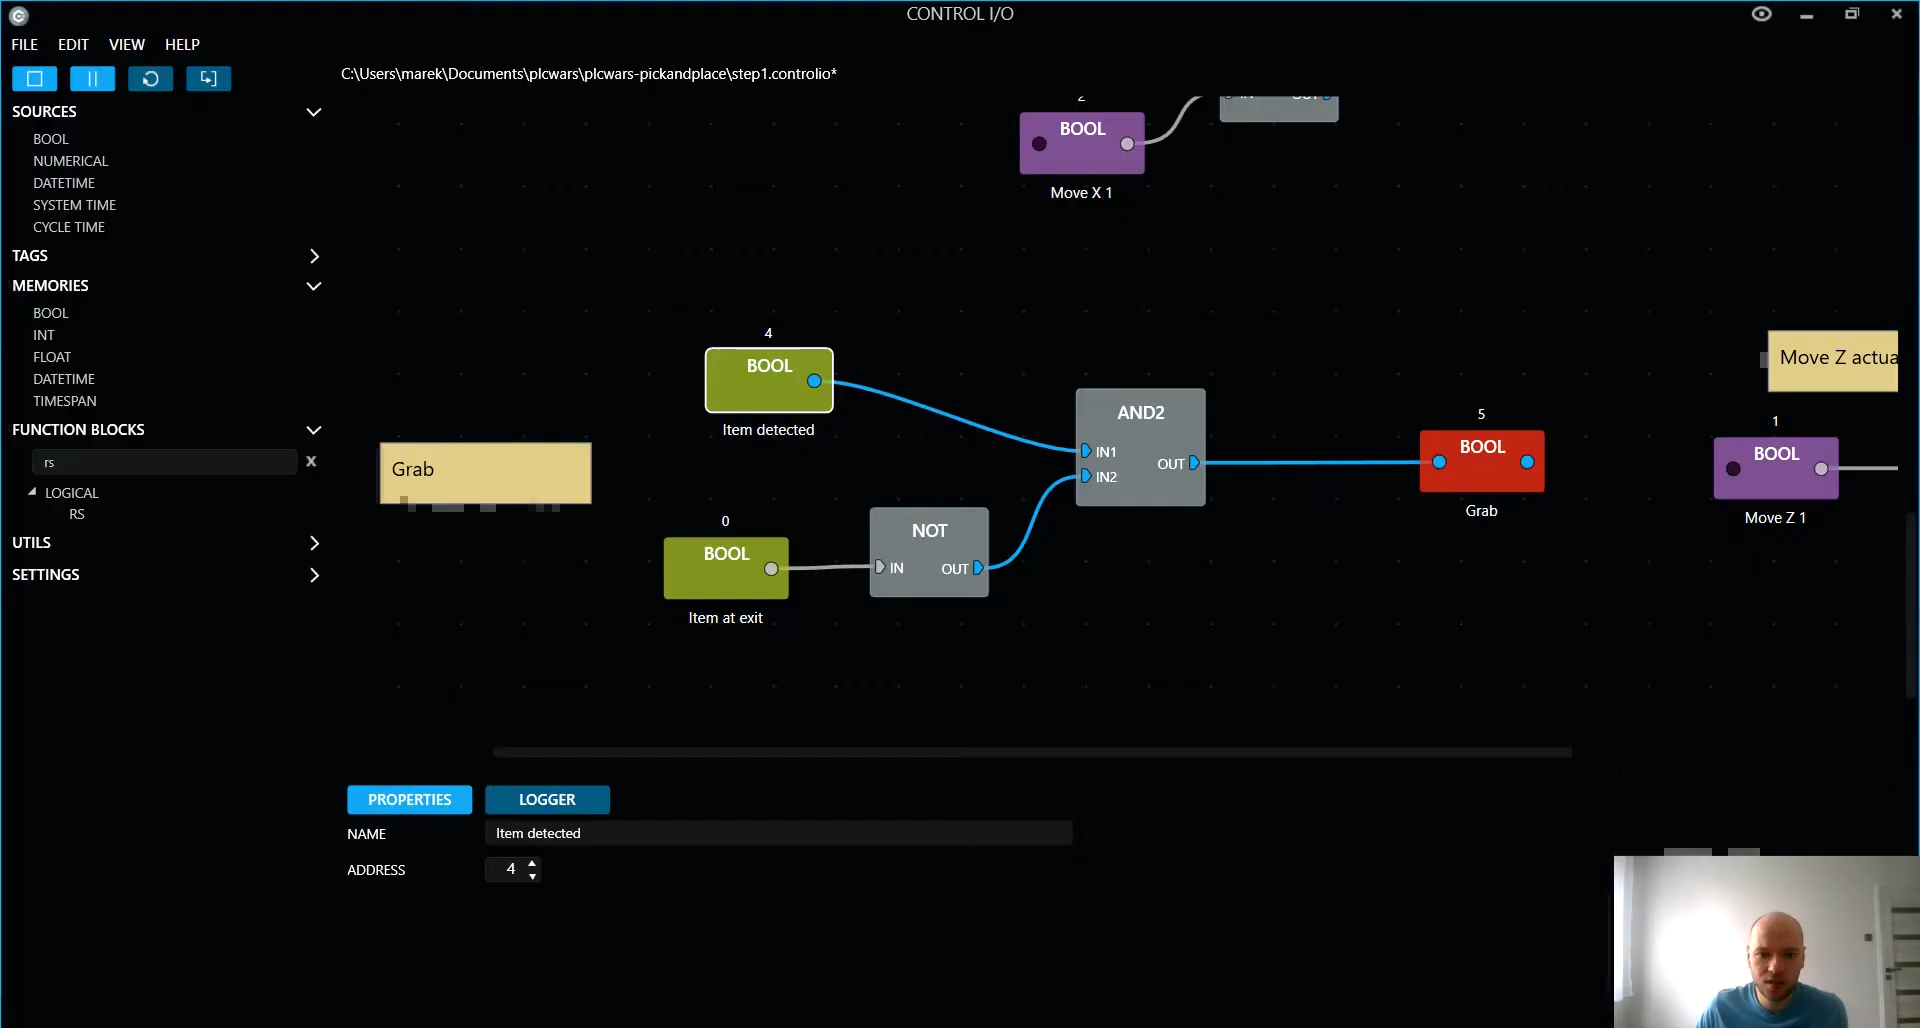 CONTROL I/O
FILE EDIT VIEW HELP
C:\Users\marek\Documents\plcwars\plcwars-pickandplace\step1.controlio*
SOURCES
BOOL
NUMERICAL
DATETIME
SYSTEM TIME
CYCLE TIME
TAGS
MEMORIES
BOOL
INT
FLOAT
DATETIME
TIMESPAN
FUNCTION BLOCKS
rs
X
LOGICAL
RS
UTILS
SETTINGS
2
BOOL
Move X 1
IN OUT
4
BOOL
Item detected
Grab
0
BOOL
Item at exit
NOT
IN OUT
AND2
IN1
OUT
IN2
5
BOOL
Grab
Move Z actua
1
BOOL
Move Z 1
PROPERTIES LOGGER
NAME Item detected
ADDRESS 4